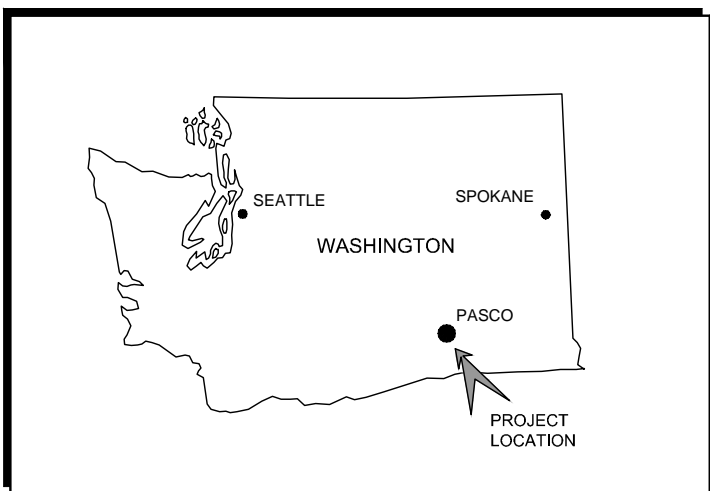 SEATTLE
SPOKANE
WASHINGTON
PASCO
PROJECT
LOCATION